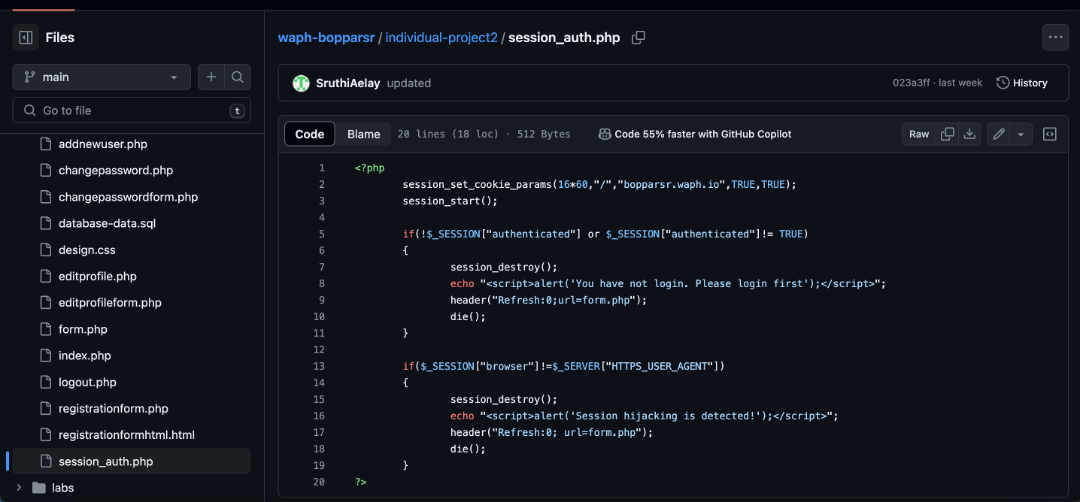 Files
main
Go to file
t
addnewuser.php
changepassword.php
changepasswordform.php
database-data.sql
design.css
editprofile.php
editprofileform.php
form.php
index.php
logout.php
registrationform.php
registrationformhtml.html
session_auth.php
labs
waph-bopparsr / individual-project2 / session_auth.php
SruthiAelay updated
023a3ff · last week
History
Code
Blame
20 lines (18 loc) · 512 Bytes
Code 55% faster with GitHub Copilot
Raw
1 <?php
2 session_set_cookie_params(16*60,"/","bopparsr.waph.io",TRUE,TRUE);
3 session_start();
4
5 if(!$_SESSION["authenticated"] or $_SESSION["authenticated"]!= TRUE)
6 {
7 session_destroy();
8 echo "<script>alert('You have not login. Please login first');</script>";
9 header("Refresh:0;url=form.php");
10 die();
11 }
12
13 if($_SESSION["browser"]!=$_SERVER["HTTPS_USER_AGENT"])
14 {
15 session_destroy();
16 echo "<script>alert('Session hijacking is detected!');</script>";
17 header("Refresh:0; url=form.php");
18 die();
19 }
20 ?>